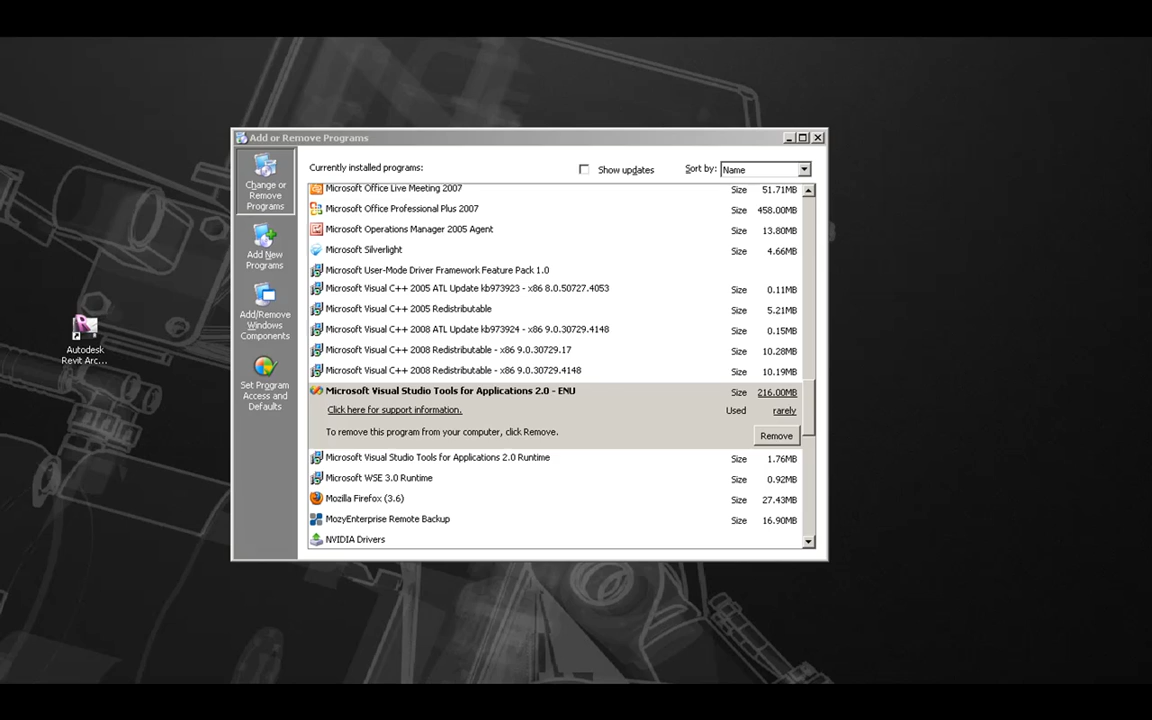 Add or Remove Programs
Change or
Remove
Programs
Add New
Programs
Add/Remove
Windows
Components
Set Program
Access and
Defaults
Currently installed programs:
Show updates
Sort by:
Name
Microsoft Office Live Meeting 2007 Size 51.71MB
Microsoft Office Professional Plus 2007 Size 458.00MB
Microsoft Operations Manager 2005 Agent Size 13.80MB
Microsoft Silverlight Size 4.66MB
Microsoft User-Mode Driver Framework Feature Pack 1.0
Microsoft Visual C++ 2005 ATL Update kb973923 - x86 8.0.50727.4053 Size 0.11MB
Microsoft Visual C++ 2005 Redistributable Size 5.21MB
Microsoft Visual C++ 2008 ATL Update kb973924 - x86 9.0.30729.4148 Size 0.15MB
Microsoft Visual C++ 2008 Redistributable - x86 9.0.30729.17 Size 10.28MB
Microsoft Visual C++ 2008 Redistributable - x86 9.0.30729.4148 Size 10.19MB
Microsoft Visual Studio Tools for Applications 2.0 - ENU Size 216.00MB
Click here for support information. Used rarely
To remove this program from your computer, click Remove.
Remove
Microsoft Visual Studio Tools for Applications 2.0 Runtime Size 1.76MB
Microsoft WSE 3.0 Runtime Size 0.92MB
Mozilla Firefox (3.6) Size 27.43MB
MozyEnterprise Remote Backup Size 16.90MB
NVIDIA Drivers
Autodesk
Revit Arc...